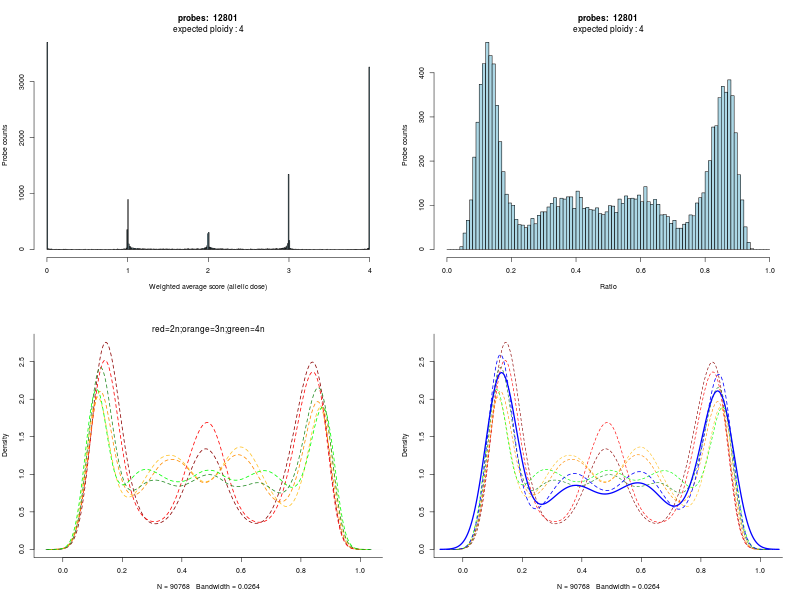 probes: 12801
expected ploidy : 4
Probe counts
3000
2000
1000
0
0 1 2 3 4
Weighted average score (allelic dose)
probes: 12801
expected ploidy : 4
Probe counts
400
300
200
100
0
0.0 0.2 0.4 0.6 0.8 1.0
Ratio
red=2n;orange=3n;green=4n
Density
2.5
2.0
1.5
1.0
0.5
0.0
0.0 0.2 0.4 0.6 0.8 1.0
N = 90768 Bandwidth = 0.0264
Density
2.5
2.0
1.5
1.0
0.5
0.0
0.0 0.2 0.4 0.6 0.8 1.0
N = 90768 Bandwidth = 0.0264